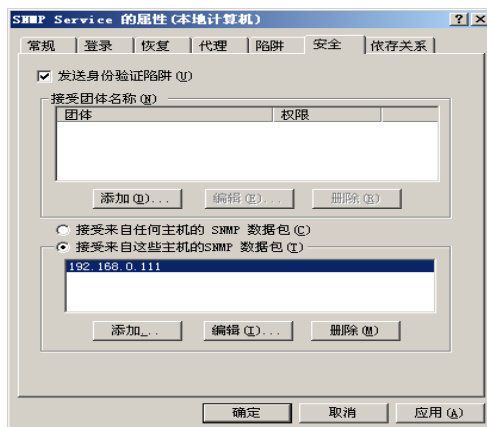 SNMP Service 的属性(本地计算机)
常规 登录 恢复 代理 陷阱 安全 依存关系
发送身份验证陷阱(U)
接受团体名称(N)
团体 权限
添加(D)... 编辑(E)... 删除(R)
接受来自任何主机的 SNMP 数据包(C)
接受来自这些主机的SNMP 数据包(T)
192.168.0.111
添加... 编辑(I)... 删除(M)
确定 取消 应用(A)